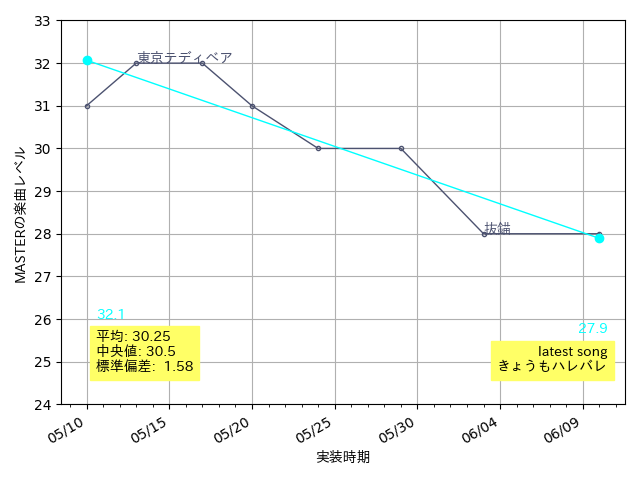 33
32
31
30
29
28
27
26
25
24
MASTERの楽曲レベル
東京テディベア
抜錨
32.1
平均: 30.25
中央値: 30.5
標準偏差: 1.58
27.9
latest song
きょうもハレバレ
05/10
05/15
05/20
05/25
05/30
06/04
06/09
実装時期